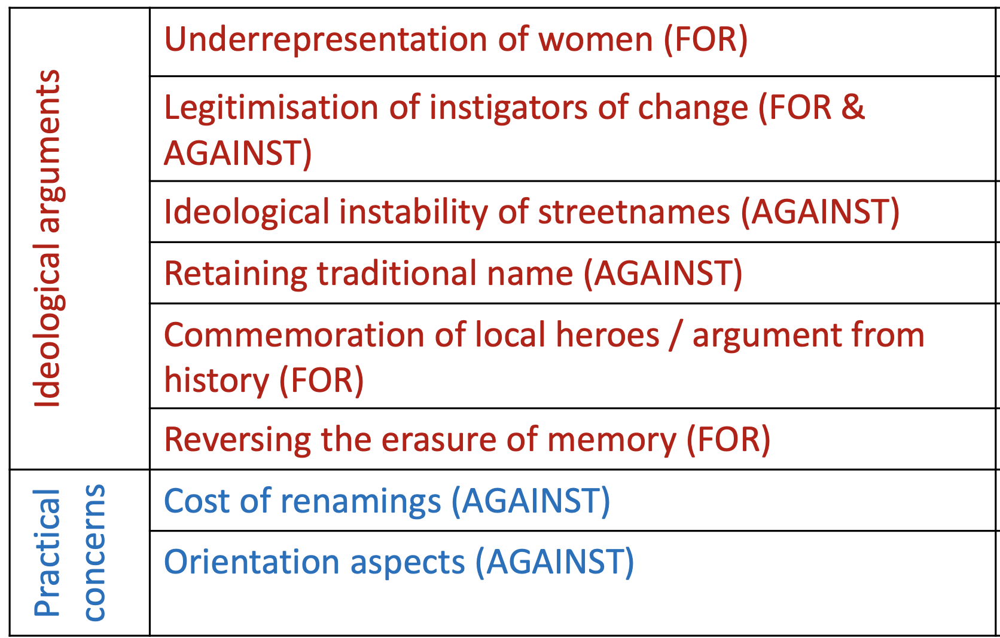 Ideological arguments
Underrepresentation of women (FOR)
Legitimisation of instigators of change (FOR &
AGAINST)
Ideological instability of streetnames (AGAINST)
Retaining traditional name (AGAINST)
Commemoration of local heroes / argument from
history (FOR)
Reversing the erasure of memory (FOR)
Practical
concerns
Cost of renamings (AGAINST)
Orientation aspects (AGAINST)